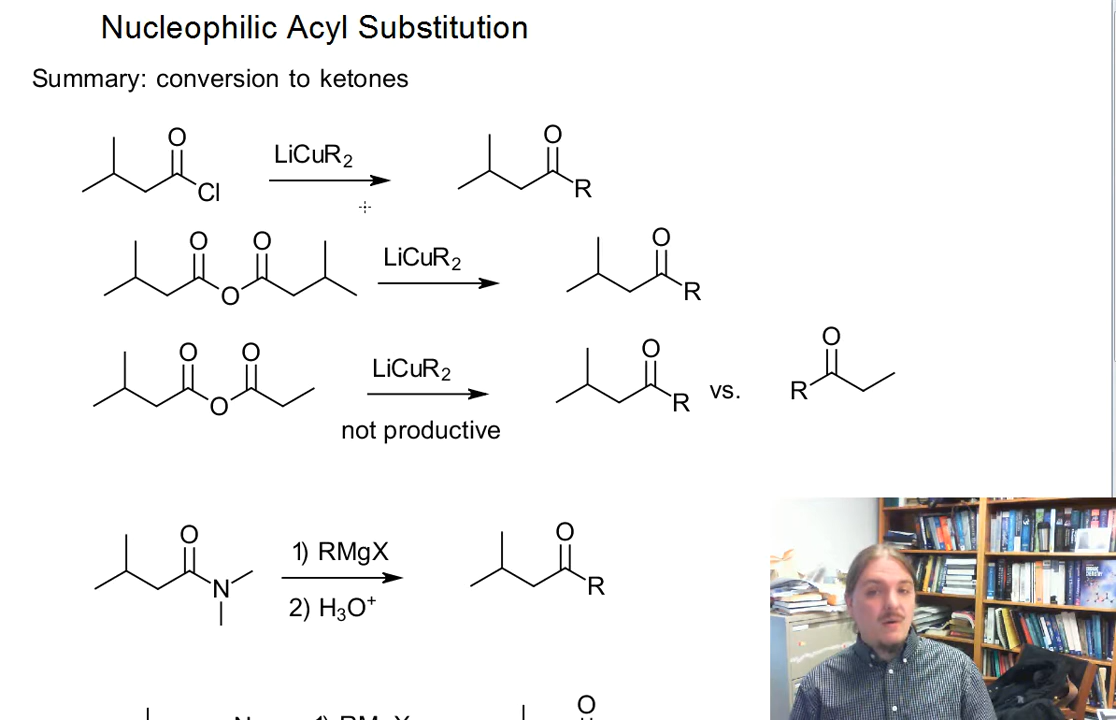 Nucleophilic Acyl Substitution
Summary: conversion to ketones
O
Cl
LiCuR2
O
R
O O
O
LiCuR2
O
R
O O
O
LiCuR2
not productive
O
R
vs.
O
R
O
N
1) RMgX
2) H3O+
O
R
O